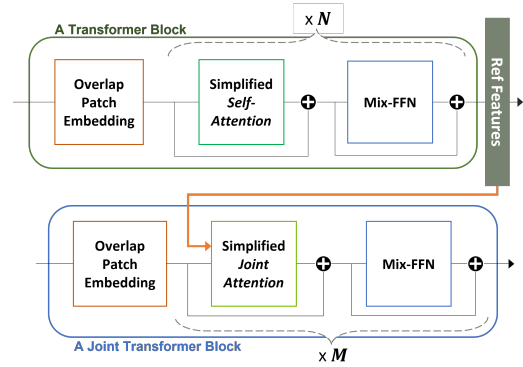 x N
A Transformer Block
Overlap
Patch
Embedding
Simplified
Self-
Attention
Mix-FFN
Ref Features
Overlap
Patch
Embedding
Simplified
Joint
Attention
Mix-FFN
A Joint Transformer Block
x M